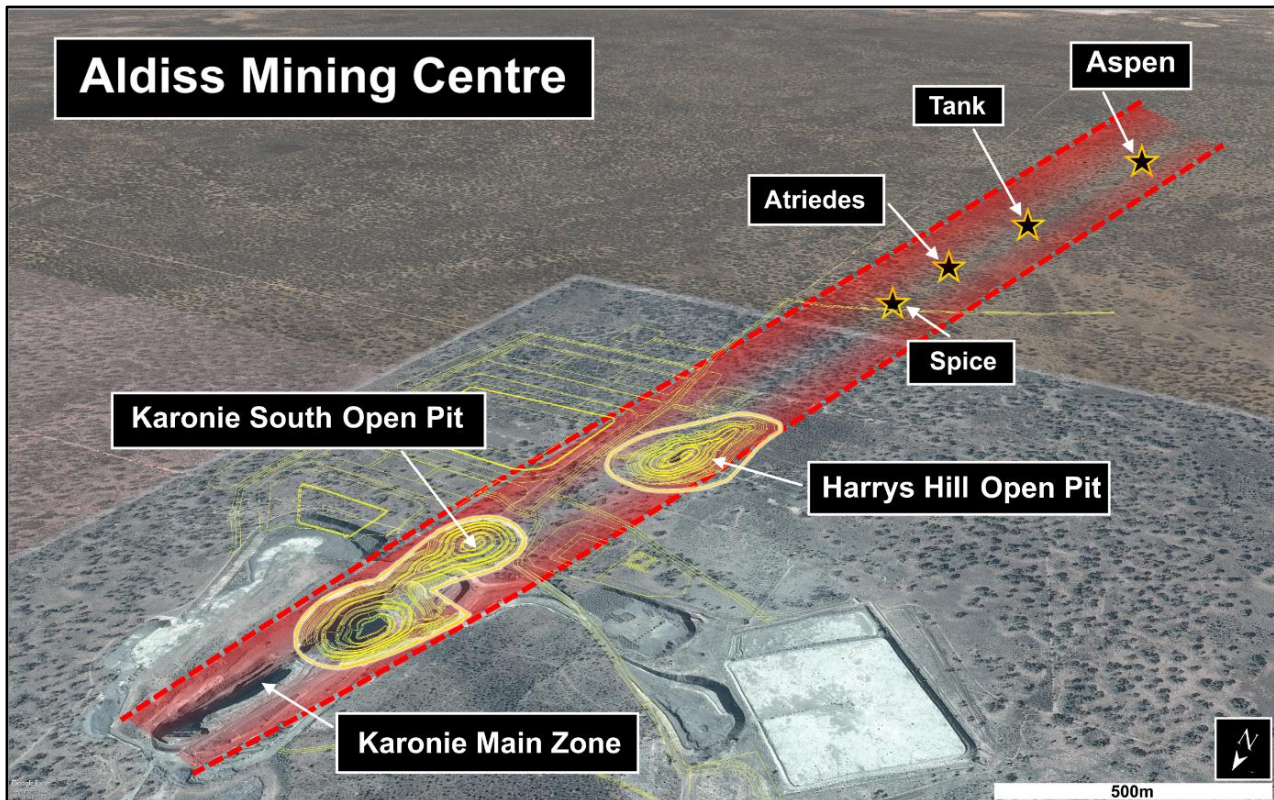 Aldiss Mining Centre
Aspen
Tank
Atriedes
Spice
Karonie South Open Pit
Harrys Hill Open Pit
Karonie Main Zone
N
500m